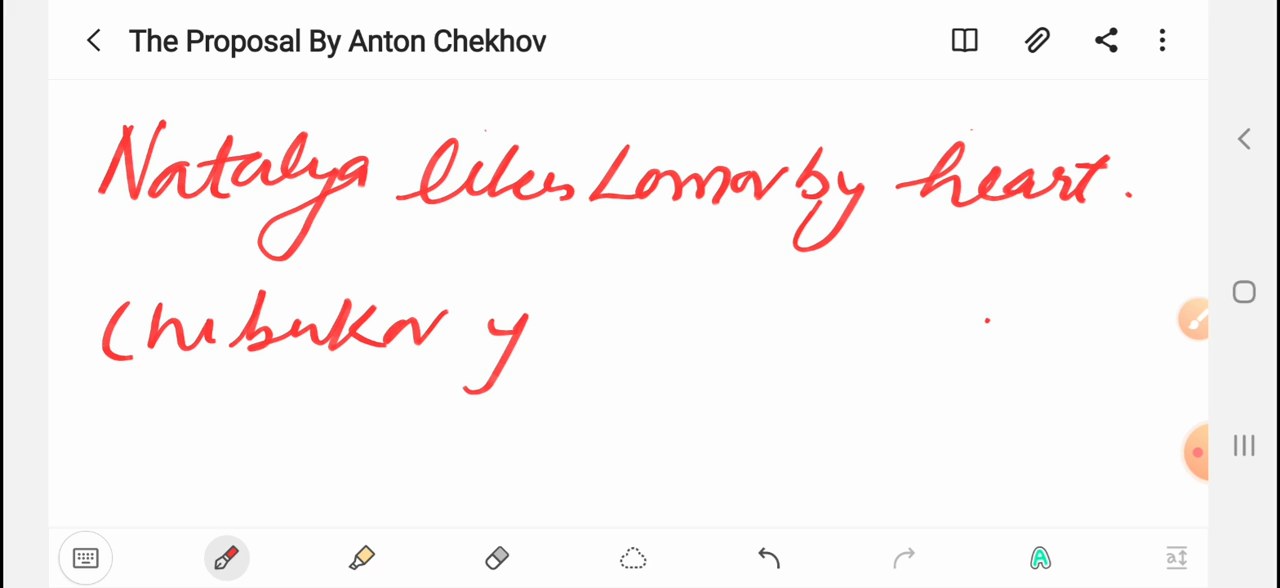 The Proposal By Anton Chekhov
Natalya likes Lomov by heart.
Chubukov y